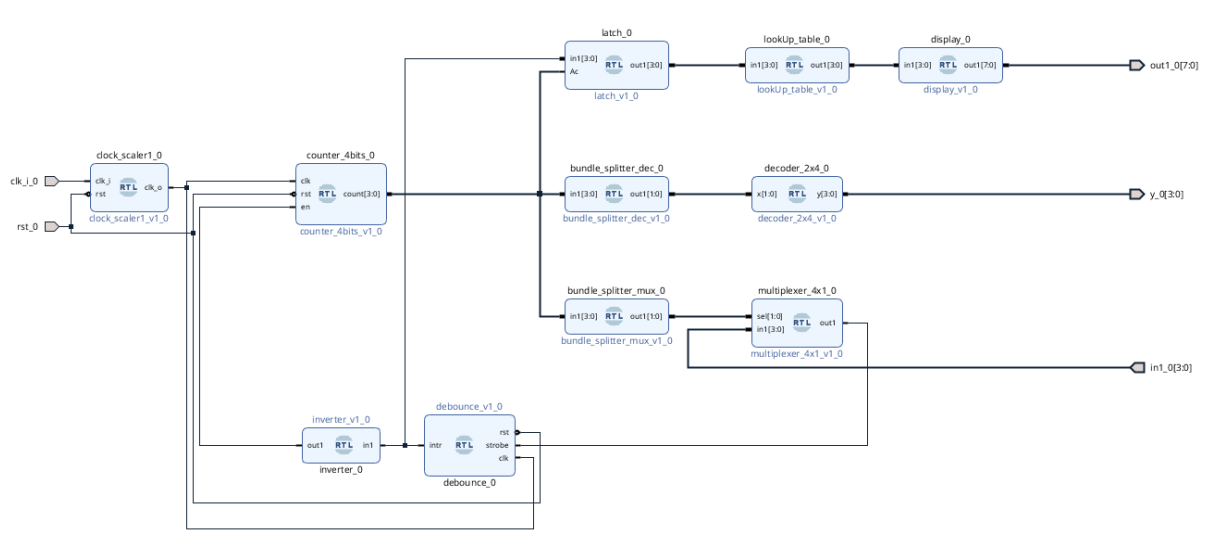 latch_0
in1[3:0]
Ac
RTL
out1[3:0]
latch_v1_0
lookUp_table_0
in1[3:0]
RTL
out1[3:0]
lookUp_table_v1_0
display_0
in1[3:0]
RTL
out1[7:0]
display_v1_0
out1_0[7:0]
clk_i_0
rst_0
clock_scaler1_0
clk_i
rst
RTL
clk_o
clock_scaler1_v1_0
counter_4bits_0
clk
rst
en
RTL
count[3:0]
counter_4bits_v1_0
bundle_splitter_dec_0
in1[3:0]
RTL
out1[1:0]
bundle_splitter_dec_v1_0
decoder_2x4_0
x[1:0]
RTL
y[3:0]
decoder_2x4_v1_0
y_0[3:0]
bundle_splitter_mux_0
in1[3:0]
RTL
out1[1:0]
bundle_splitter_mux_v1_0
multiplexer_4x1_0
sel[1:0]
in1[3:0]
RTL
out1
multiplexer_4x1_v1_0
in1_0[3:0]
inverter_v1_0
out1
RTL
in1
inverter_0
debounce_v1_0
intr
RTL
rst
strobe
clk
debounce_0